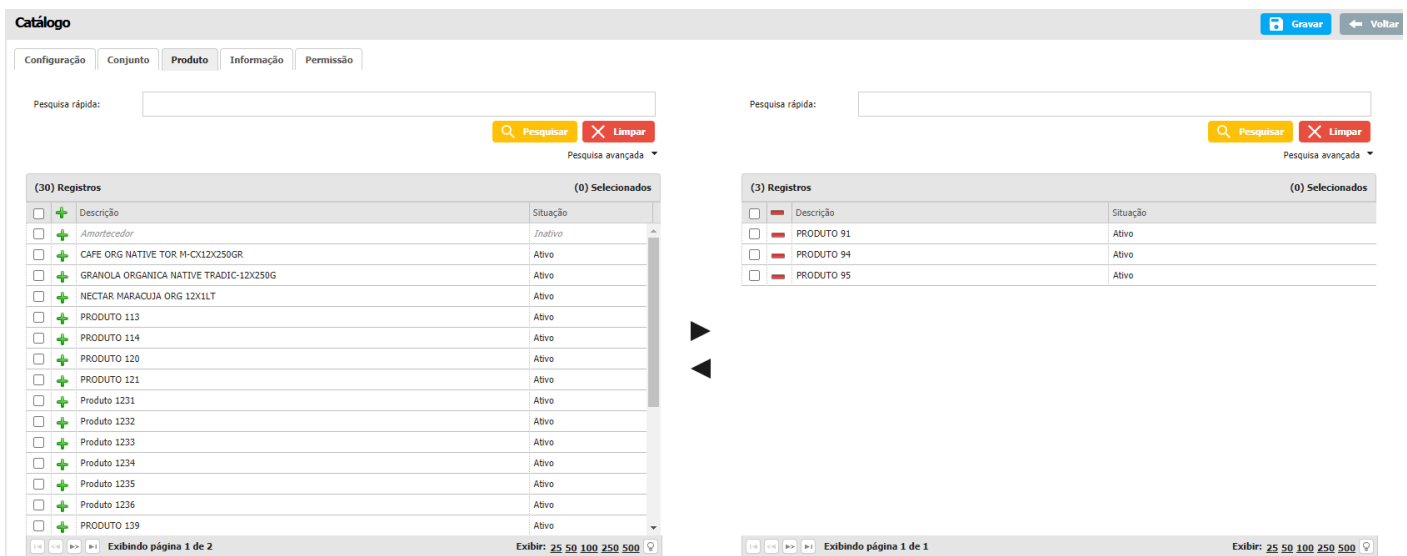 Catálogo
Gravar
Voltar
Configuração Conjunto Produto Informação Permissão
Pesquisa rápida:
Pesquisar Limpar
Pesquisa avançada
(30) Registros (0) Selecionados
Descrição Situação
Amortecedor Inativo
CAFE ORG NATIVE TOR M-CX12X250GR Ativo
GRANOLA ORGANICA NATIVE TRADIC-12X250G Ativo
NECTAR MARACUJA ORG 12X1LT Ativo
PRODUTO 113 Ativo
PRODUTO 114 Ativo
PRODUTO 120 Ativo
PRODUTO 121 Ativo
Produto 1231 Ativo
Produto 1232 Ativo
Produto 1233 Ativo
Produto 1234 Ativo
Produto 1235 Ativo
Produto 1236 Ativo
PRODUTO 139 Ativo
Exibindo página 1 de 2 Exibir: 25 50 100 250 500
Pesquisa rápida:
Pesquisar Limpar
Pesquisa avançada
(3) Registros (0) Selecionados
Descrição Situação
PRODUTO 91 Ativo
PRODUTO 94 Ativo
PRODUTO 95 Ativo
Exibindo página 1 de 1 Exibir: 25 50 100 250 500